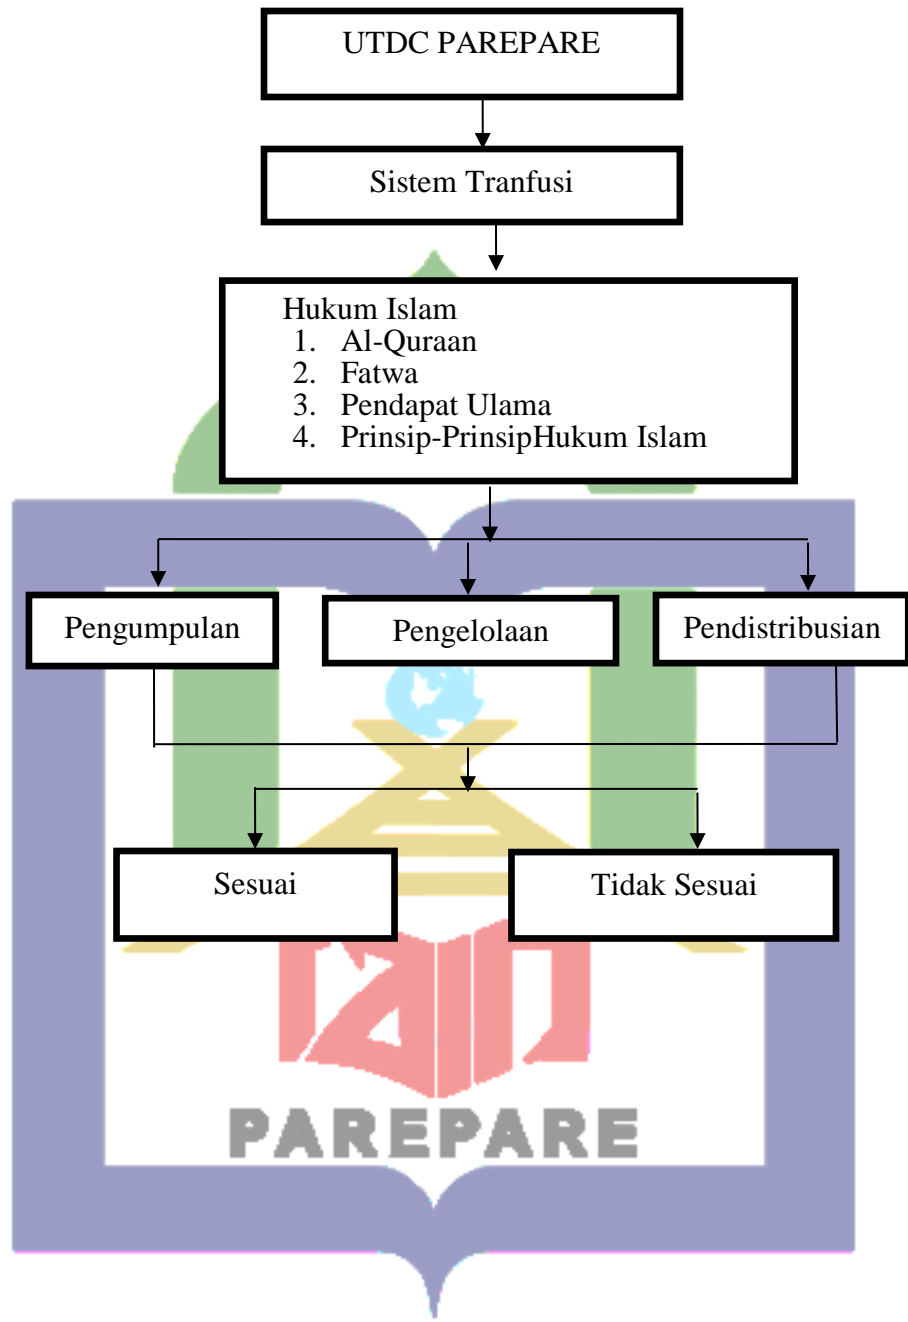 UTDC PAREPARE
Sistem Tranfusi
Hukum Islam
1. Al-Quraan
2. Fatwa
3. Pendapat Ulama
4. Prinsip-PrinsipHukum Islam
Pengumpulan
Pengelolaan
Pendistribusian
Sesuai
Tidak Sesuai
iain
PAREPARE